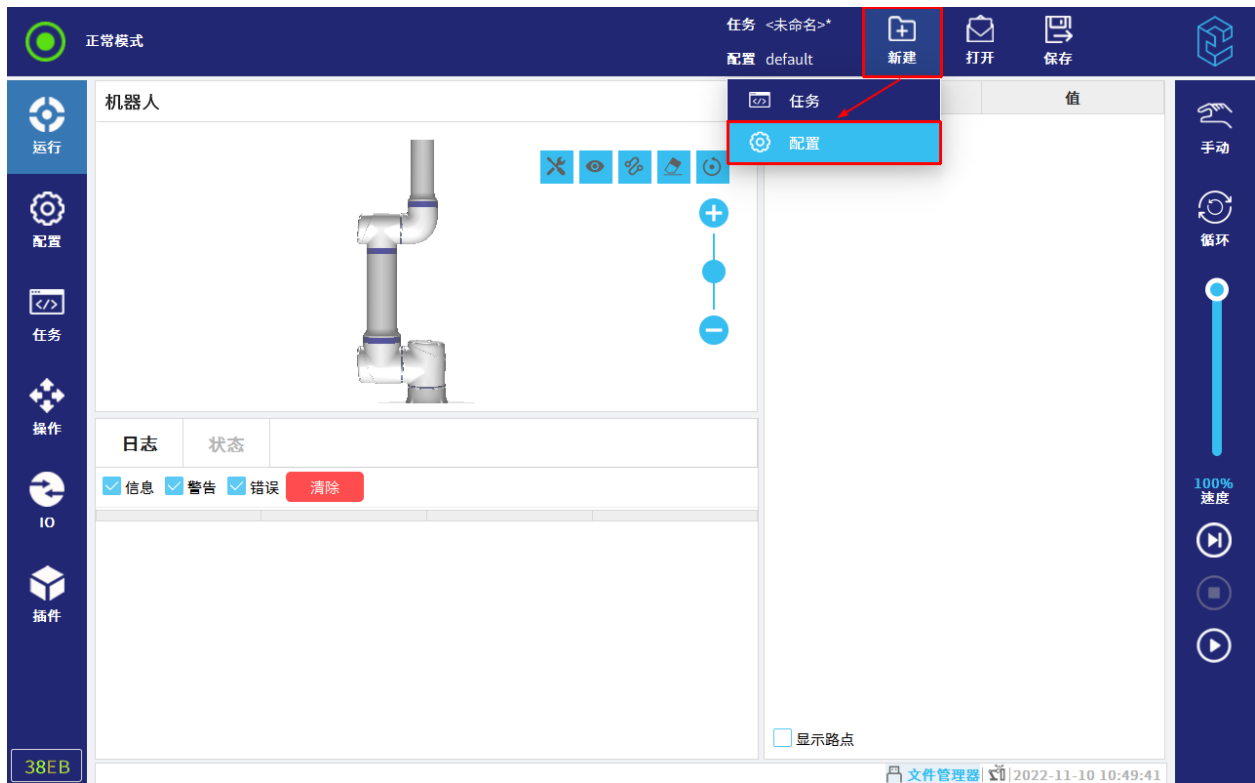 正常模式
任务 <未命名>*
配置 default
新建
打开
保存
任务
配置
运行
配置
任务
操作
IO
插件
38EB
机器人
值
日志
状态
信息
警告
错误
清除
显示路点
文件管理器
2022-11-10 10:49:41
手动
循环
100%
速度